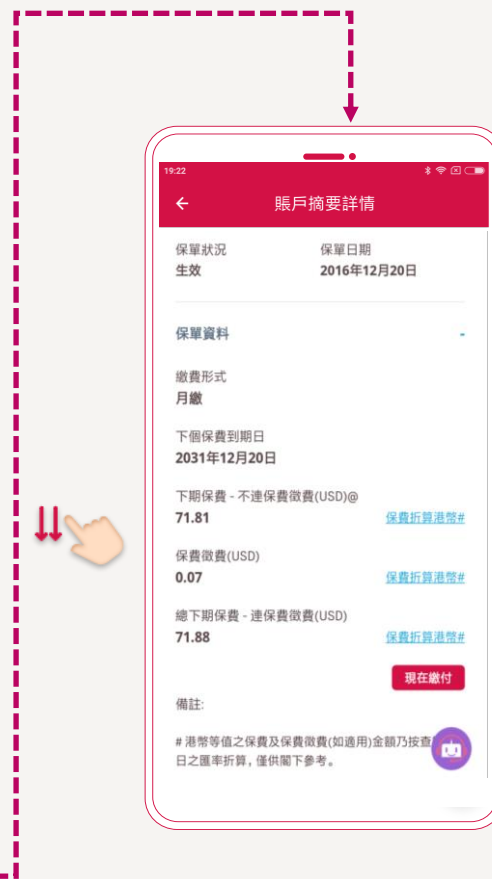 19:22
賬戶摘要詳情
保單狀況 保單日期
生效 2016年12月20日
保單資料 -
繳費形式
月繳
下個保費到期日
2031年12月20日
下期保費 - 不連保費徵費(USD)@
71.81 保費折算港幣#
保費徵費(USD)
0.07 保費折算港幣#
總下期保費 - 連保費徵費(USD)
71.88 保費折算港幣#
現在繳付
備註:
# 港幣等值之保費及保費徵費(如適用)金額乃按查
日之匯率折算，僅供閣下參考。